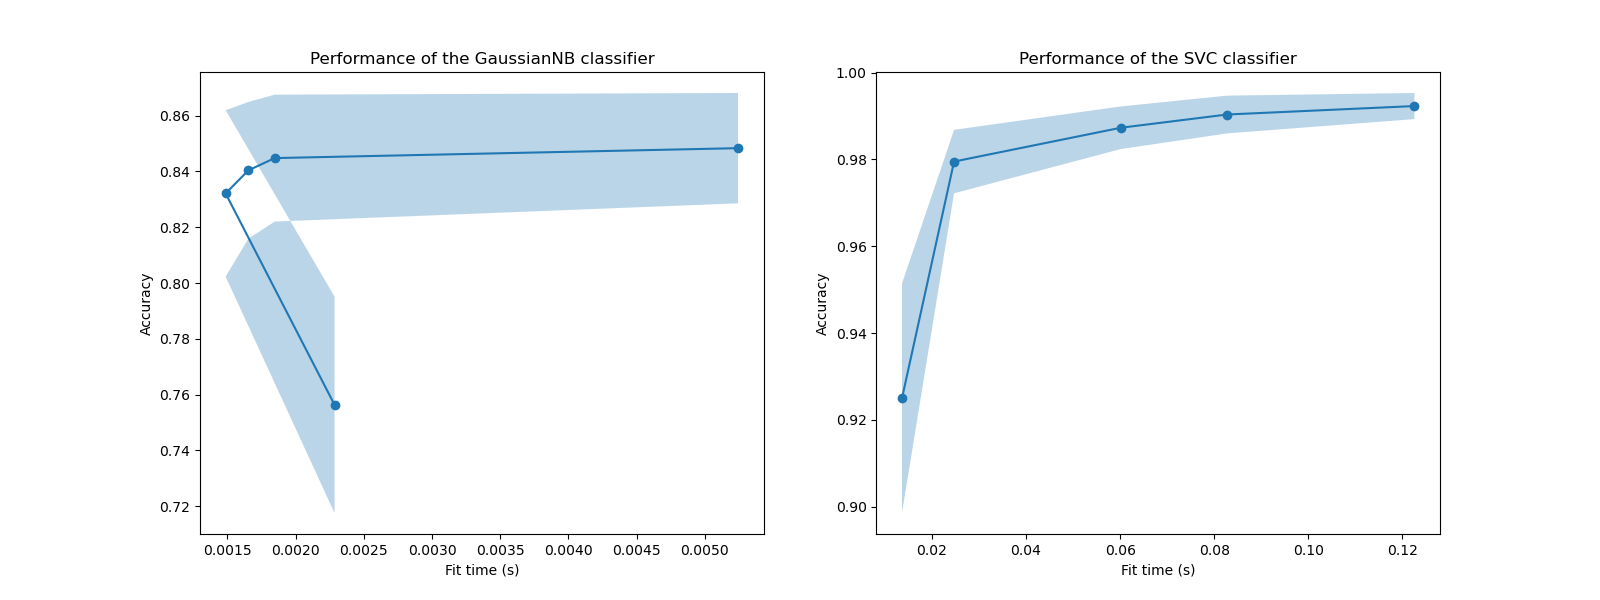 Performance of the GaussianNB classifier
0.86
0.84
0.82
0.80
0.78
0.76
0.74
0.72
Accuracy
0.0015 0.0020 0.0025 0.0030 0.0035 0.0040 0.0045 0.0050
Fit time (s)
Performance of the SVC classifier
1.00
0.98
0.96
0.94
0.92
0.90
Accuracy
0.02 0.04 0.06 0.08 0.10 0.12
Fit time (s)